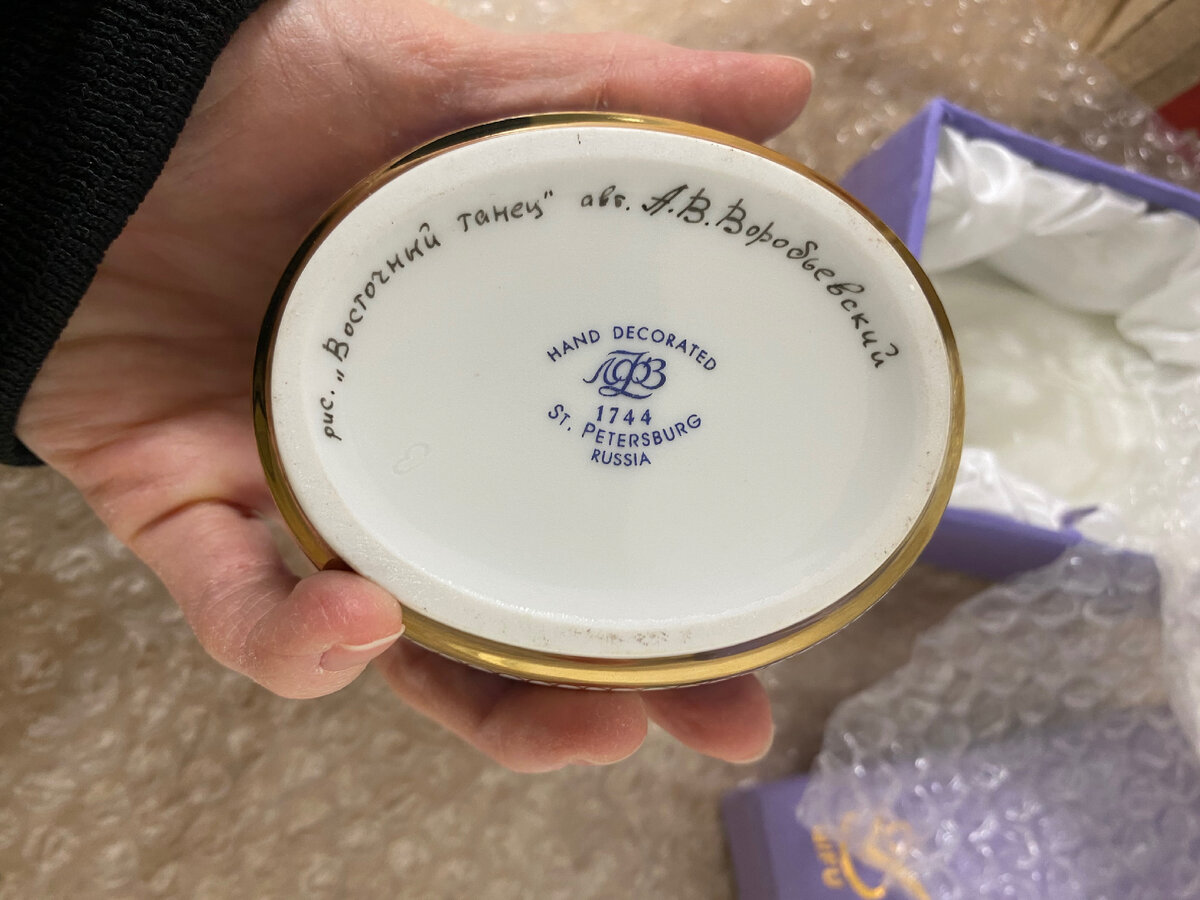 рис. „Восточный танец" авт. А.В.Воробьевский
HAND DECORATED
ЛФЗ
1744
ST. PETERSBURG
RUSSIA